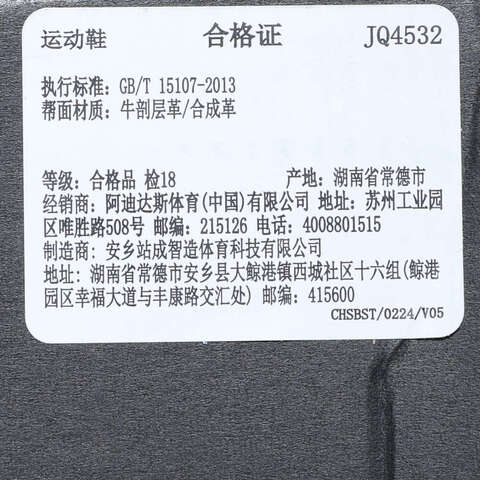 运动鞋 合格证 JQ4532
执行标准: GB/T 15107-2013
帮面材质: 牛剖层革/合成革
等级: 合格品 检18 产地: 湖南省常德市
经销商: 阿迪达斯体育(中国)有限公司 地址: 苏州工业园
区唯胜路508号 邮编: 215126 电话: 4008801515
制造商: 安乡站成智造体育科技有限公司
地址: 湖南省常德市安乡县大鲸港镇西城社区十六组(鲸港
园区幸福大道与丰康路交汇处) 邮编: 415600
CHSBST/0224/V05